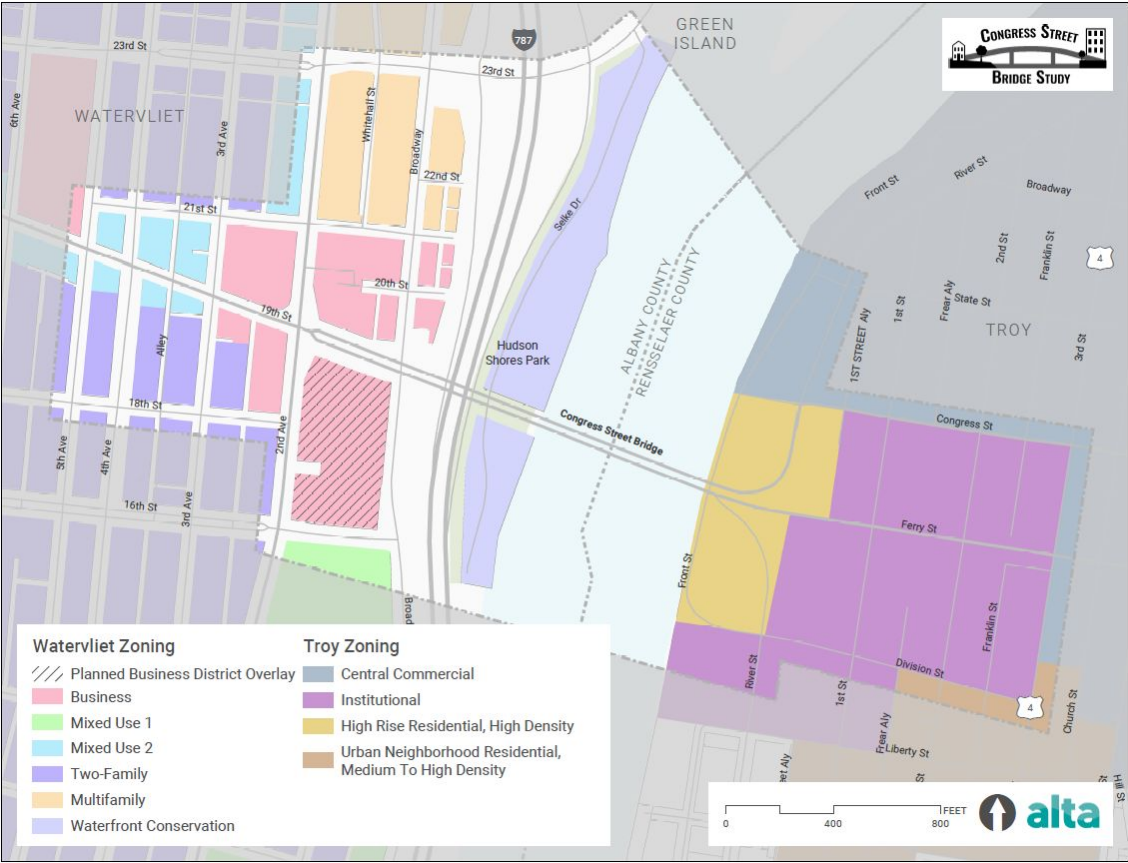 GREEN
ISLAND
CONGRESS STREET
BRIDGE STUDY
787
23rd St
23rd St
6th Ave
WATERVLIET
3rd Ave
Whitehall St
Broadway
22nd St
21st St
Selke Dr
20th St
19th St
Alley
Hudson
Shores Park
ALBANY COUNTY
RENSSELAER COUNTY
Front St
River St
Broadway
2nd St
Franklin St
4
1st St
Frear Aly
State St
TROY
1ST STREET Aly
3rd St
18th St
2nd Ave
5th Ave
4th Ave
16th St
3rd Ave
Congress Street Bridge
Congress St
Ferry St
Front St
Franklin St
River St
Division St
1st St
4
Church St
Frear Aly
Liberty St
eet Aly
St
St
Hill St
Broad
Watervliet Zoning
Planned Business District Overlay
Business
Mixed Use 1
Mixed Use 2
Two-Family
Multifamily
Waterfront Conservation
Troy Zoning
Central Commercial
Institutional
High Rise Residential, High Density
Urban Neighborhood Residential,
Medium To High Density
FEET
0 400 800
alta